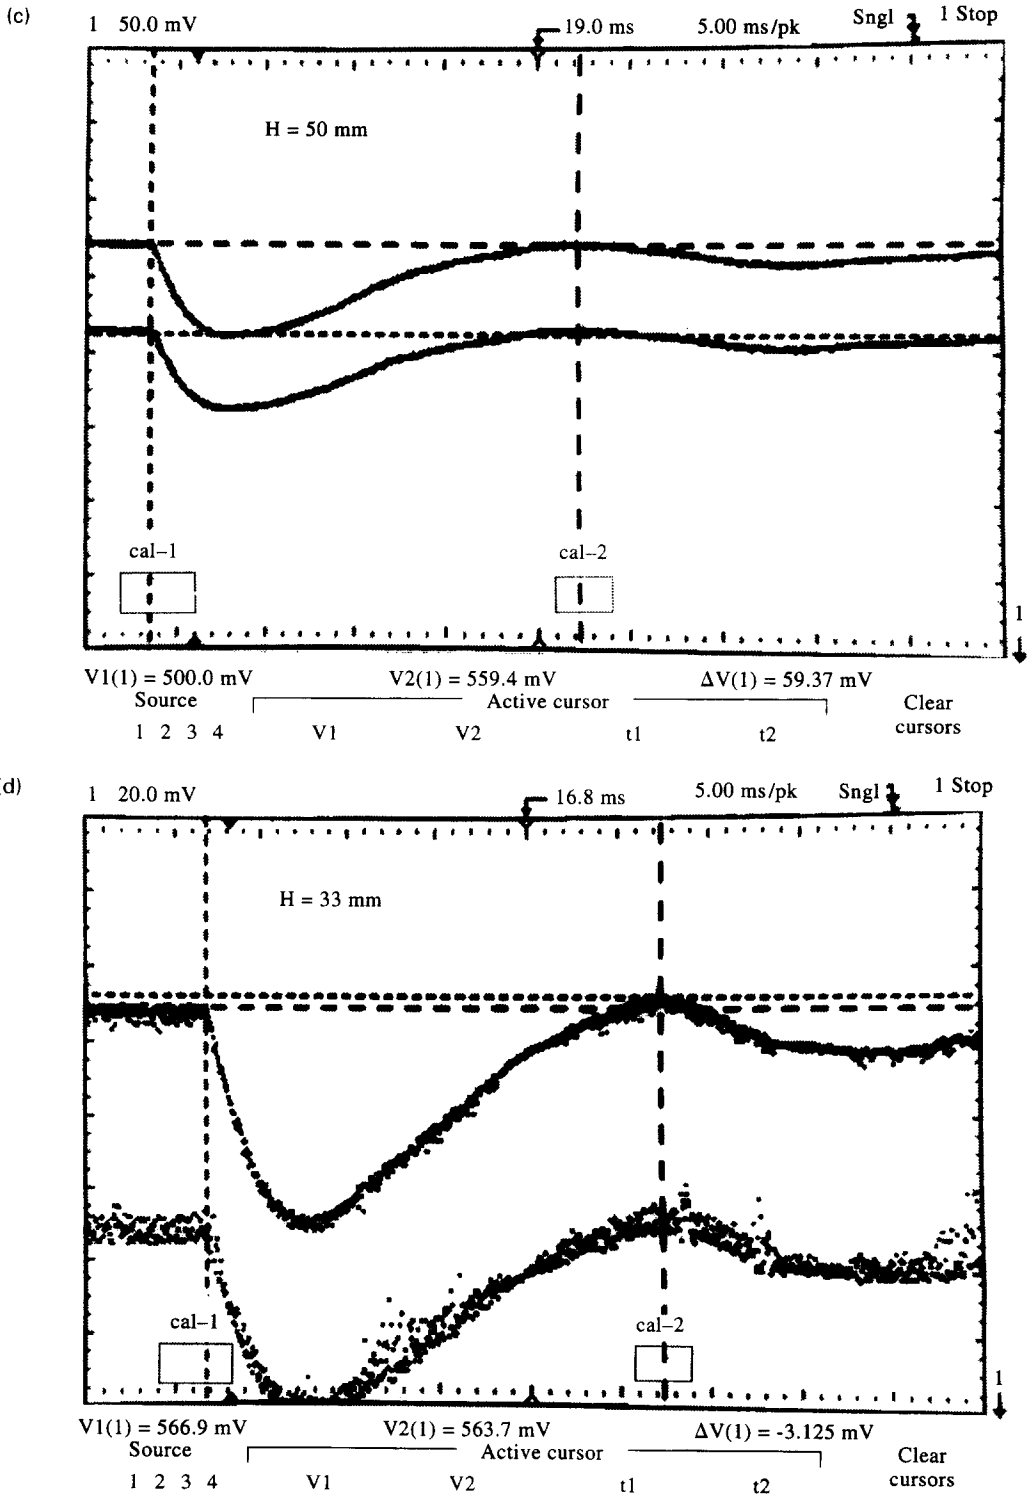 (c)
1 50.0 mV 19.0 ms 5.00 ms/pk Sngl 1 Stop
H = 50 mm
cal–1 cal–2
1
V1(1) = 500.0 mV V2(1) = 559.4 mV ΔV(1) = 59.37 mV
Source Active cursor Clear
1 2 3 4 V1 V2 t1 t2 cursors
d)
1 20.0 mV 16.8 ms 5.00 ms/pk Sngl 1 Stop
H = 33 mm
cal–1 cal–2
1
V1(1) = 566.9 mV V2(1) = 563.7 mV ΔV(1) = -3.125 mV
Source Active cursor Clear
1 2 3 4 V1 V2 t1 t2 cursors